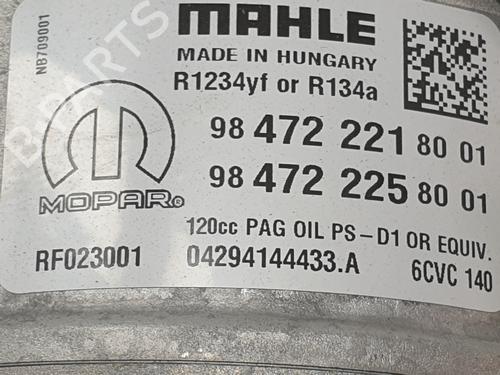 MAHLE
NB709001
MADE IN HUNGARY
R1234yf or R134a
98 472 221 80 01
98 472 225 80 01
MOPAR®
120cc PAG OIL PS-D1 OR EQUIV.
RF023001 04294144433.A 6CVC 140